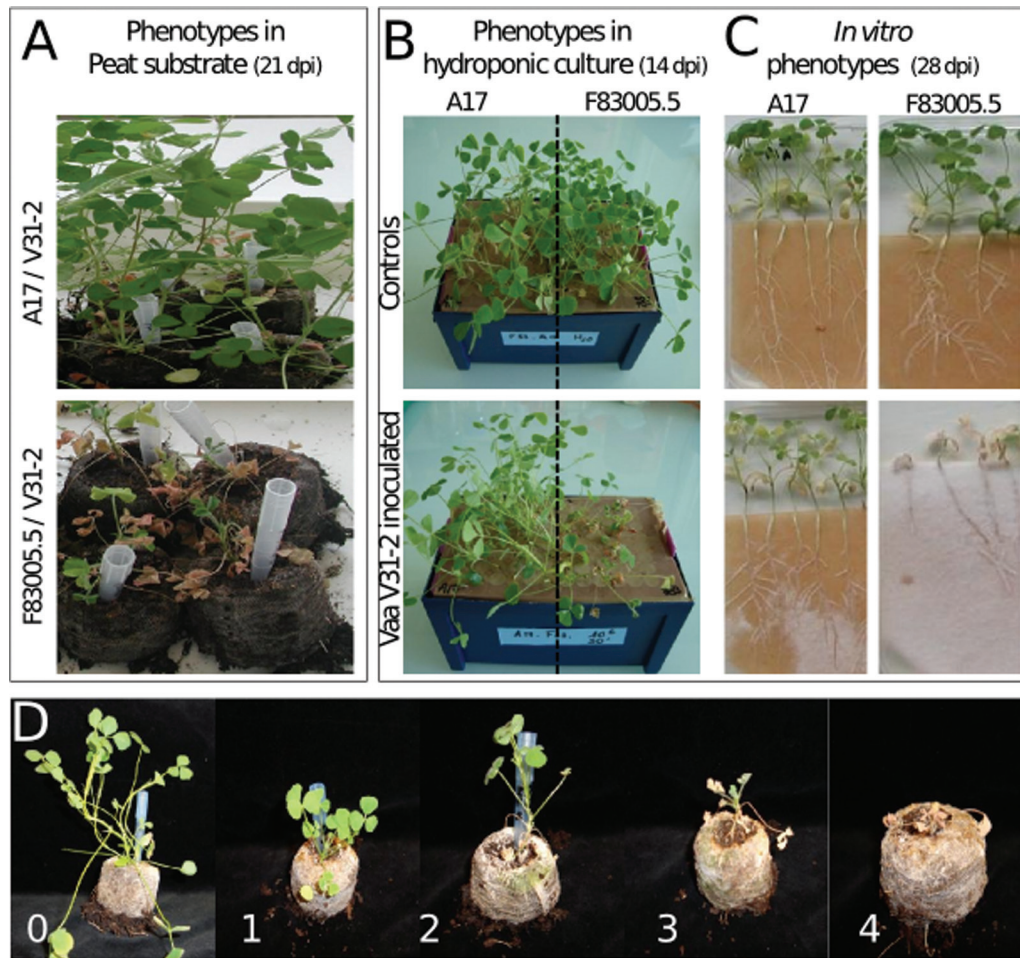 A
Phenotypes in
Peat substrate (21 dpi)
A17 / V31-2
F83005.5 / V31-2
B
Phenotypes in
hydroponic culture (14 dpi)
A17
F83005.5
Controls
Vaa V31-2 inoculated
H20
C
In vitro
phenotypes (28 dpi)
A17
F83005.5
D
0
1
2
3
4